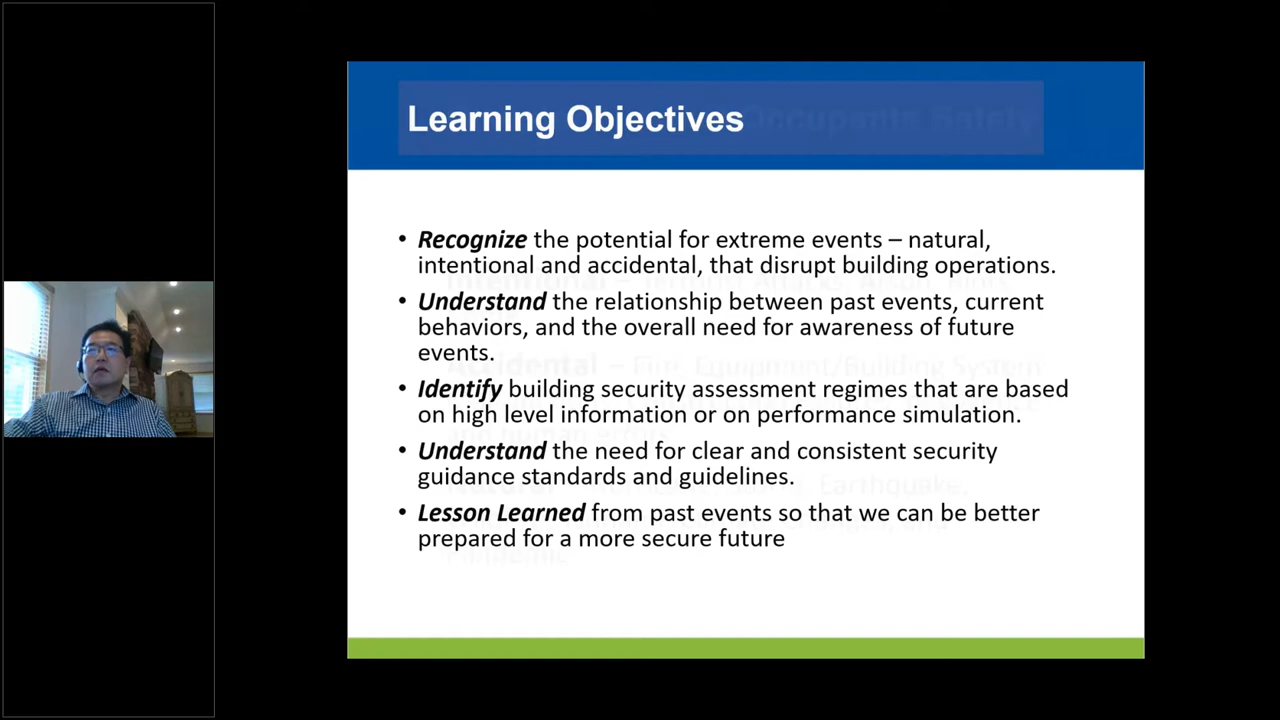 Learning Objectives
• Recognize the potential for extreme events – natural,
intentional and accidental, that disrupt building operations.
• Understand the relationship between past events, current
behaviors, and the overall need for awareness of future
events.
• Identify building security assessment regimes that are based
on high level information or on performance simulation.
• Understand the need for clear and consistent security
guidance standards and guidelines.
• Lesson Learned from past events so that we can be better
prepared for a more secure future